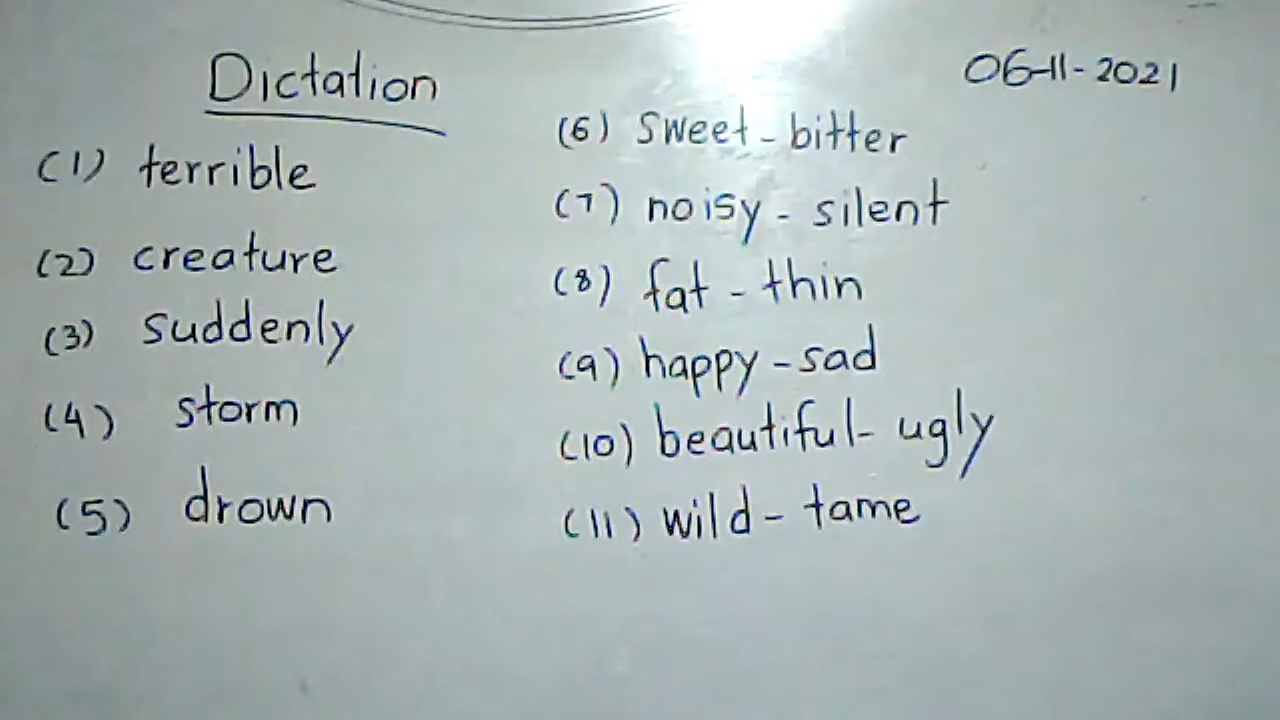 Dictation
06-11-2021
(1) terrible
(2) creature
(3) suddenly
(4) storm
(5) drown
(6) Sweet - bitter
(7) noisy - silent
(8) fat - thin
(9) happy - sad
(10) beautiful - ugly
(11) wild - tame